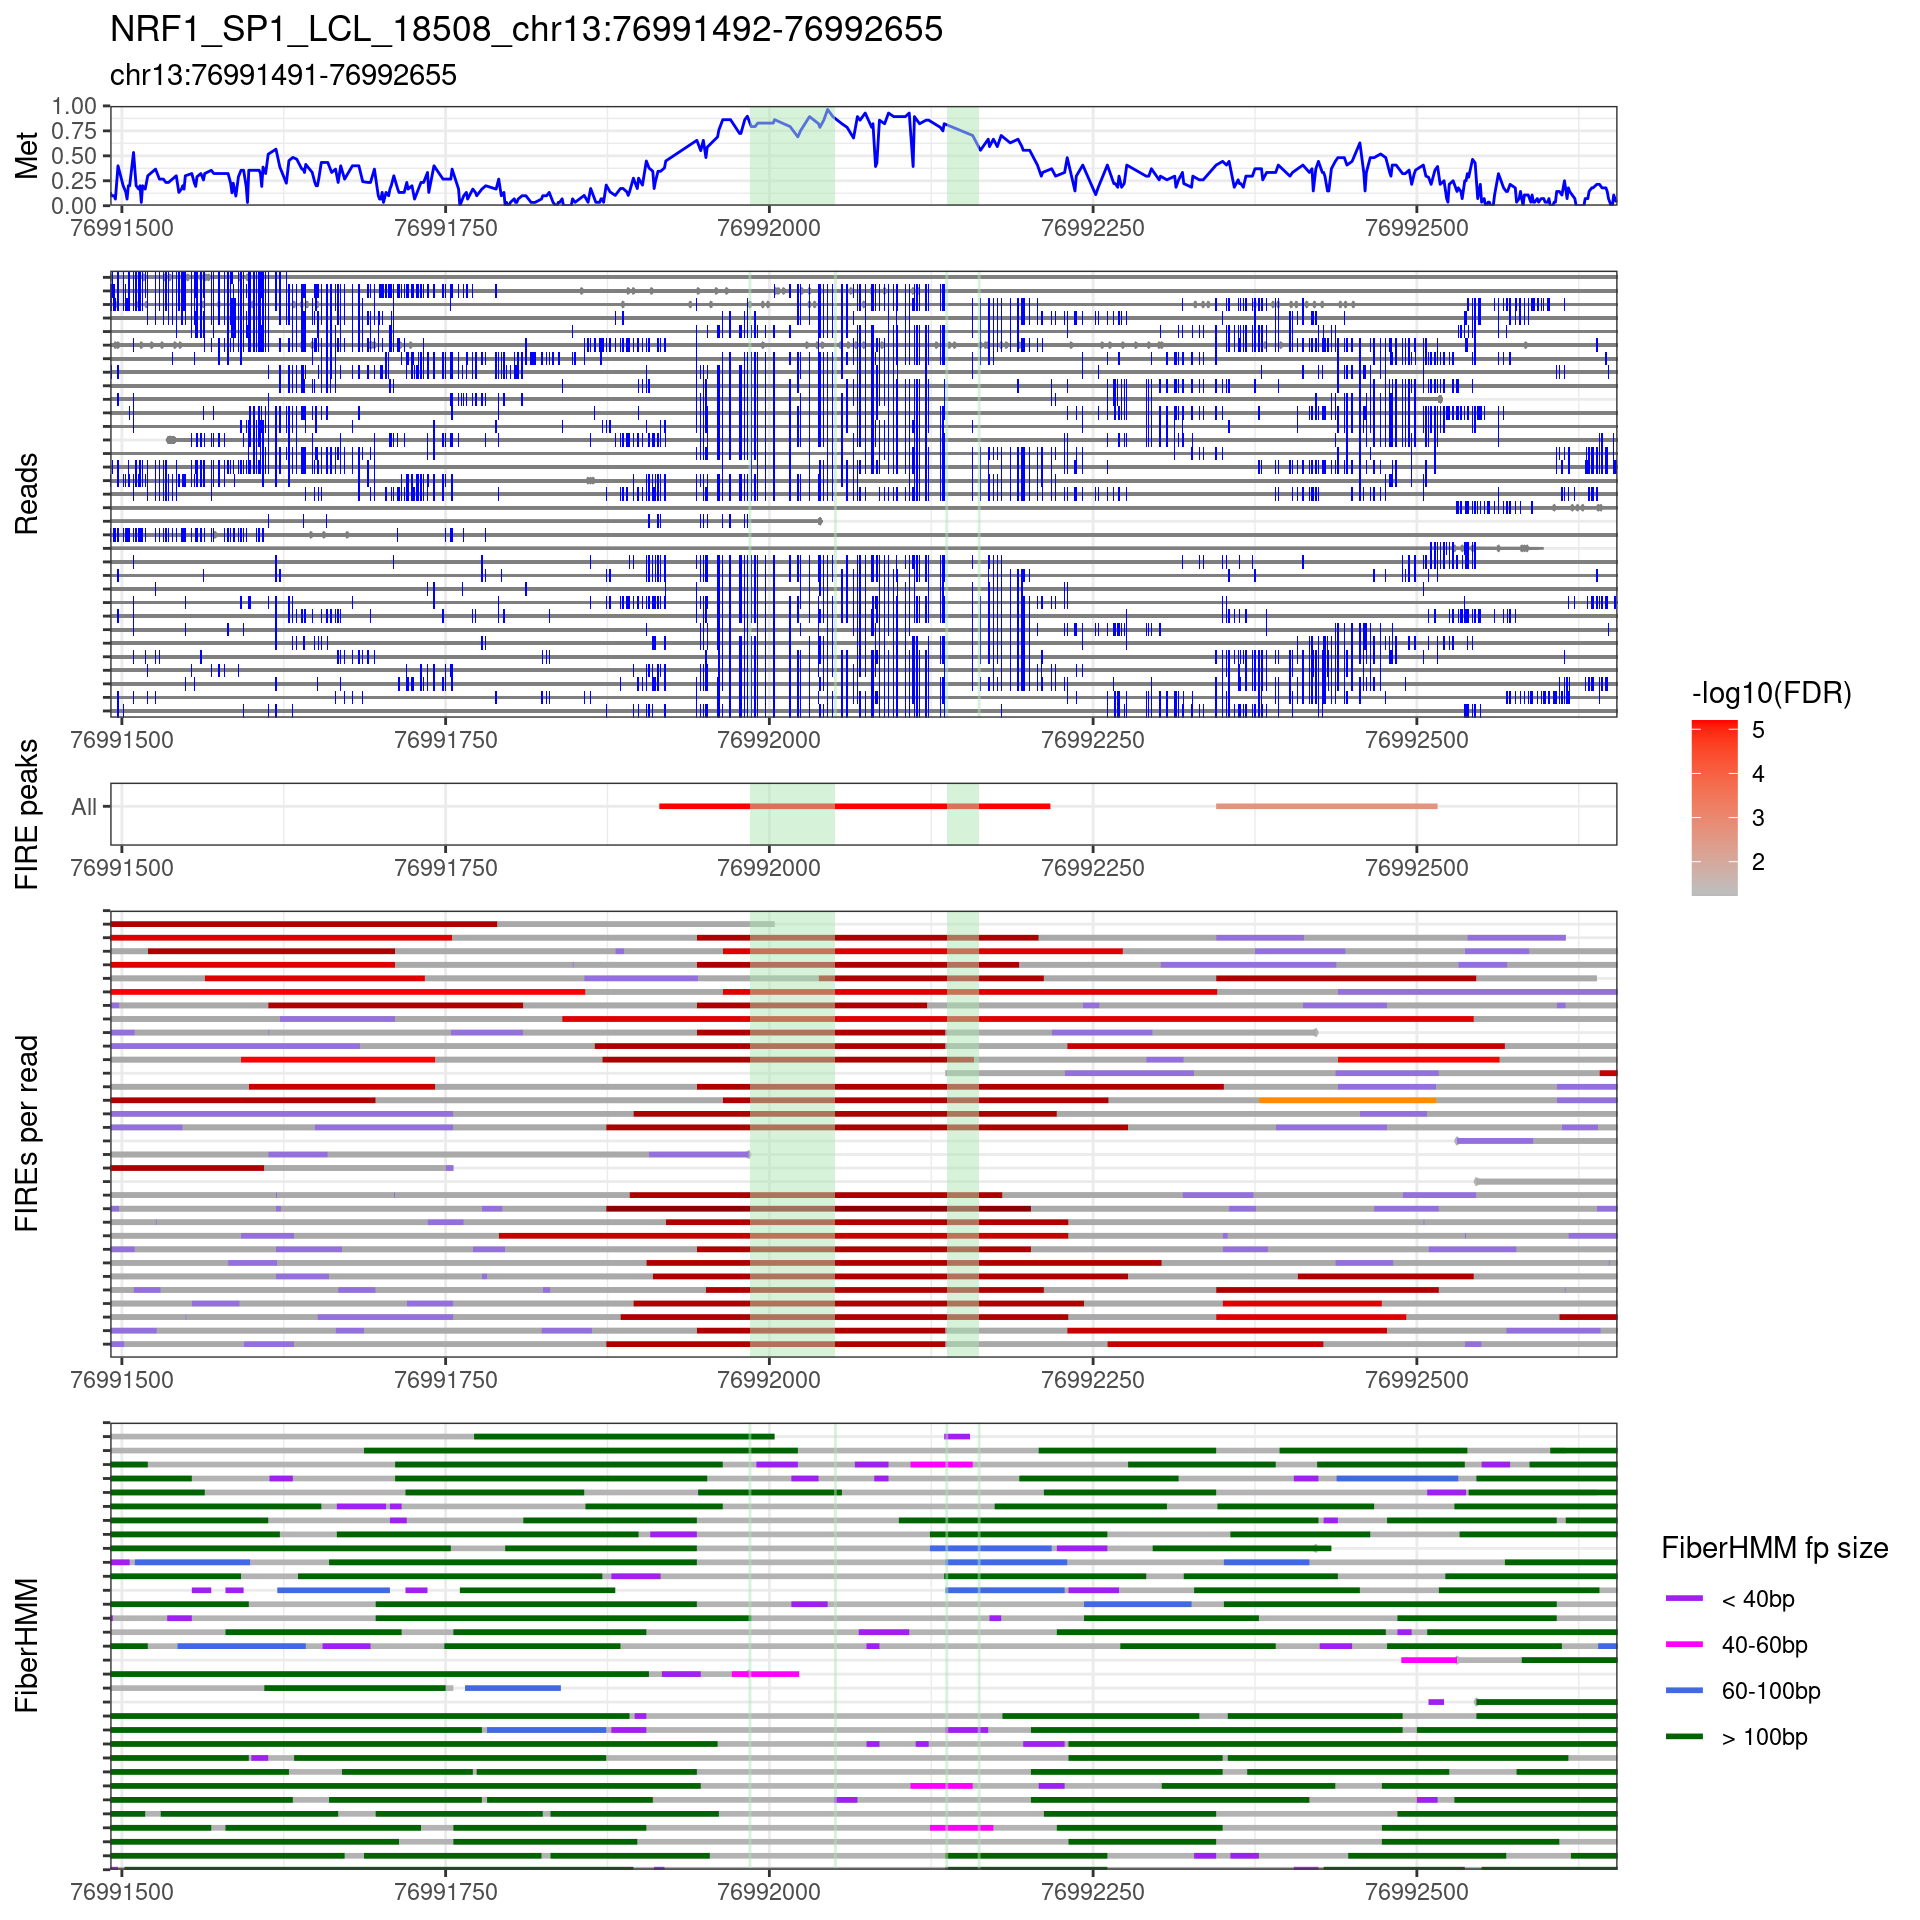 NRF1_SP1_LCL_18508_chr13:76991492-76992655
chr13:76991491-76992655
Met
1.00
0.75
0.50
0.25
0.00
76991500 76991750 76992000 76992250 76992500
Reads
76991500 76991750 76992000 76992250 76992500
FIRE peaks
All
76991500 76991750 76992000 76992250 76992500
-log10(FDR)
5
4
3
2
FIREs per read
76991500 76991750 76992000 76992250 76992500
FiberHMM
76991500 76991750 76992000 76992250 76992500
FiberHMM fp size
< 40bp
40-60bp
60-100bp
> 100bp